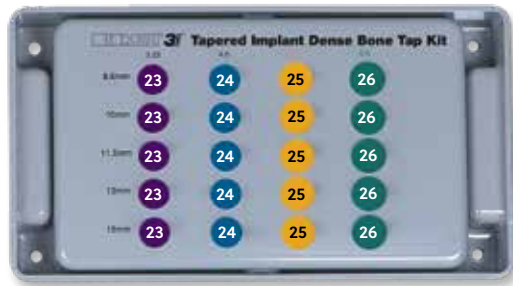 3i Tapered Implant Dense Bone Tap Kit
8.5mm 23 24 25 26
10mm 23 24 25 26
11.5mm 23 24 25 26
13mm 23 24 25 26
15mm 23 24 25 26